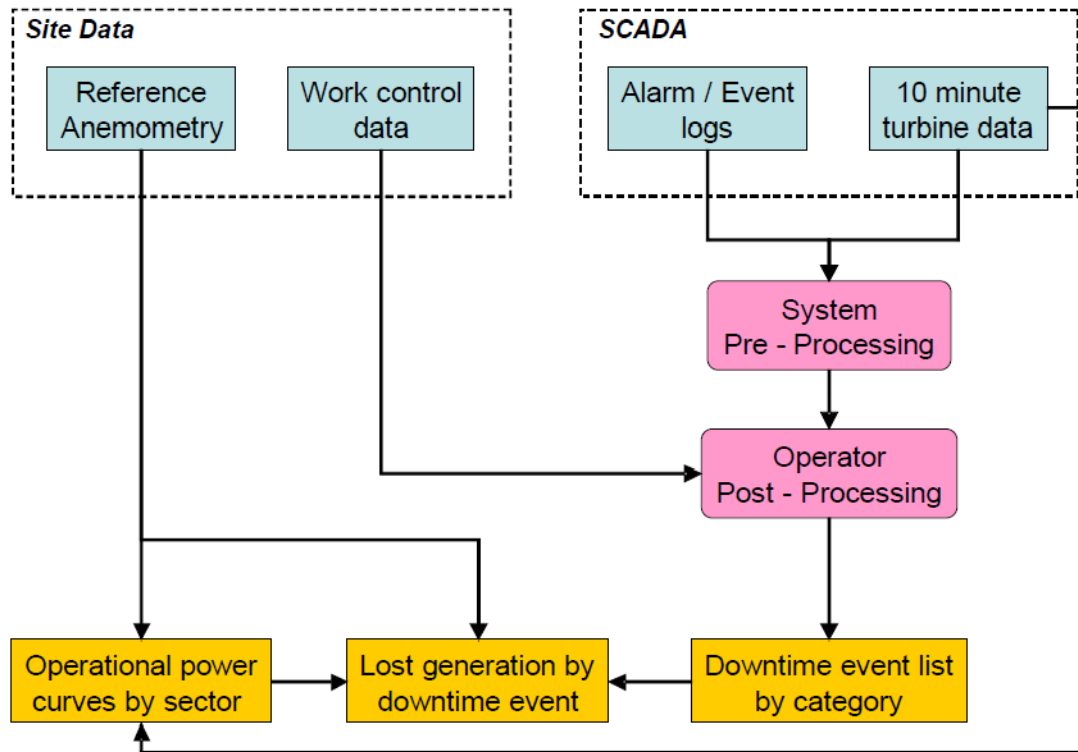 Site Data
SCADA
Reference
Anemometry
Work control
data
Alarm / Event
logs
10 minute
turbine data
System
Pre - Processing
Operator
Post - Processing
Operational power
curves by sector
Lost generation by
downtime event
Downtime event list
by category